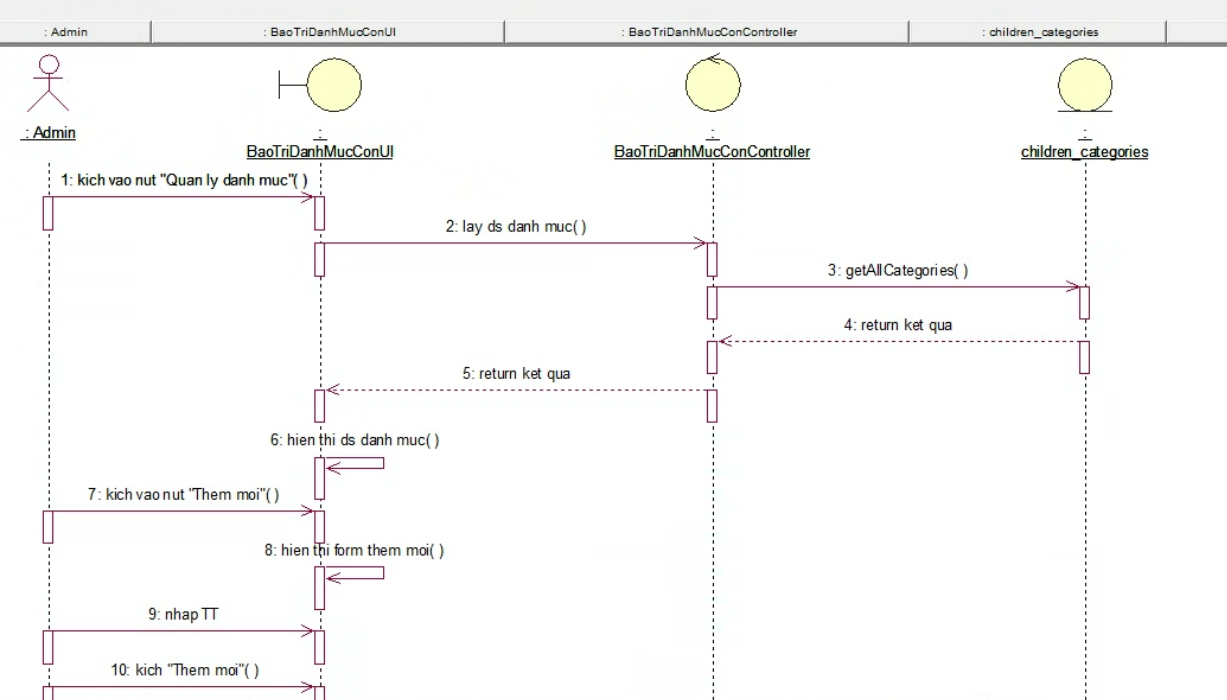 : Admin
: BaoTriDanhMucConUI
: BaoTriDanhMucConController
: children_categories
: Admin
:
BaoTriDanhMucConUI
:
BaoTriDanhMucConController
:
children_categories
1: kich vao nut "Quan ly danh muc"( )
2: lay ds danh muc( )
3: getAllCategories( )
4: return ket qua
5: return ket qua
6: hien thi ds danh muc( )
7: kich vao nut "Them moi"( )
8: hien thi form them moi( )
9: nhap TT
10: kich "Them moi"( )